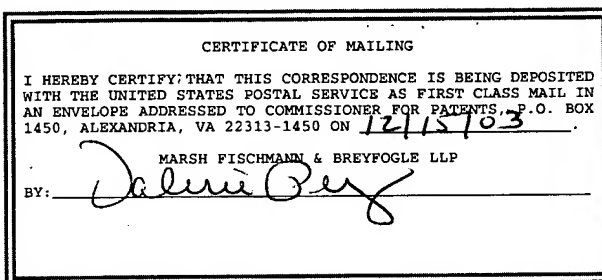 CERTIFICATE OF MAILING
I HEREBY CERTIFY THAT THIS CORRESPONDENCE IS BEING DEPOSITED
WITH THE UNITED STATES POSTAL SERVICE AS FIRST CLASS MAIL IN
AN ENVELOPE ADDRESSED TO COMMISSIONER FOR PATENTS, P.O. BOX
1450, ALEXANDRIA, VA 22313-1450 ON 12/15/03.
MARSH FISCHMANN & BREYFOGLE LLP
BY: Valerie